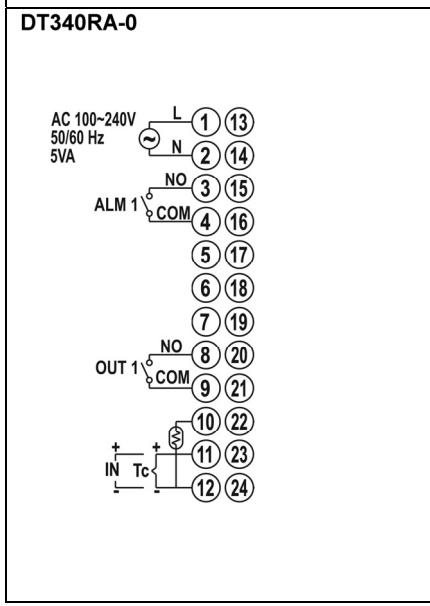 DT340RA-0
AC 100~240V
50/60 Hz
5VA
L
N
1 13
2 14
NO
3 15
ALM 1
COM
4 16
5 17
6 18
7 19
NO
8 20
OUT 1
COM
9 21
10 22
+ +
IN Tc
11 23
- -
12 24